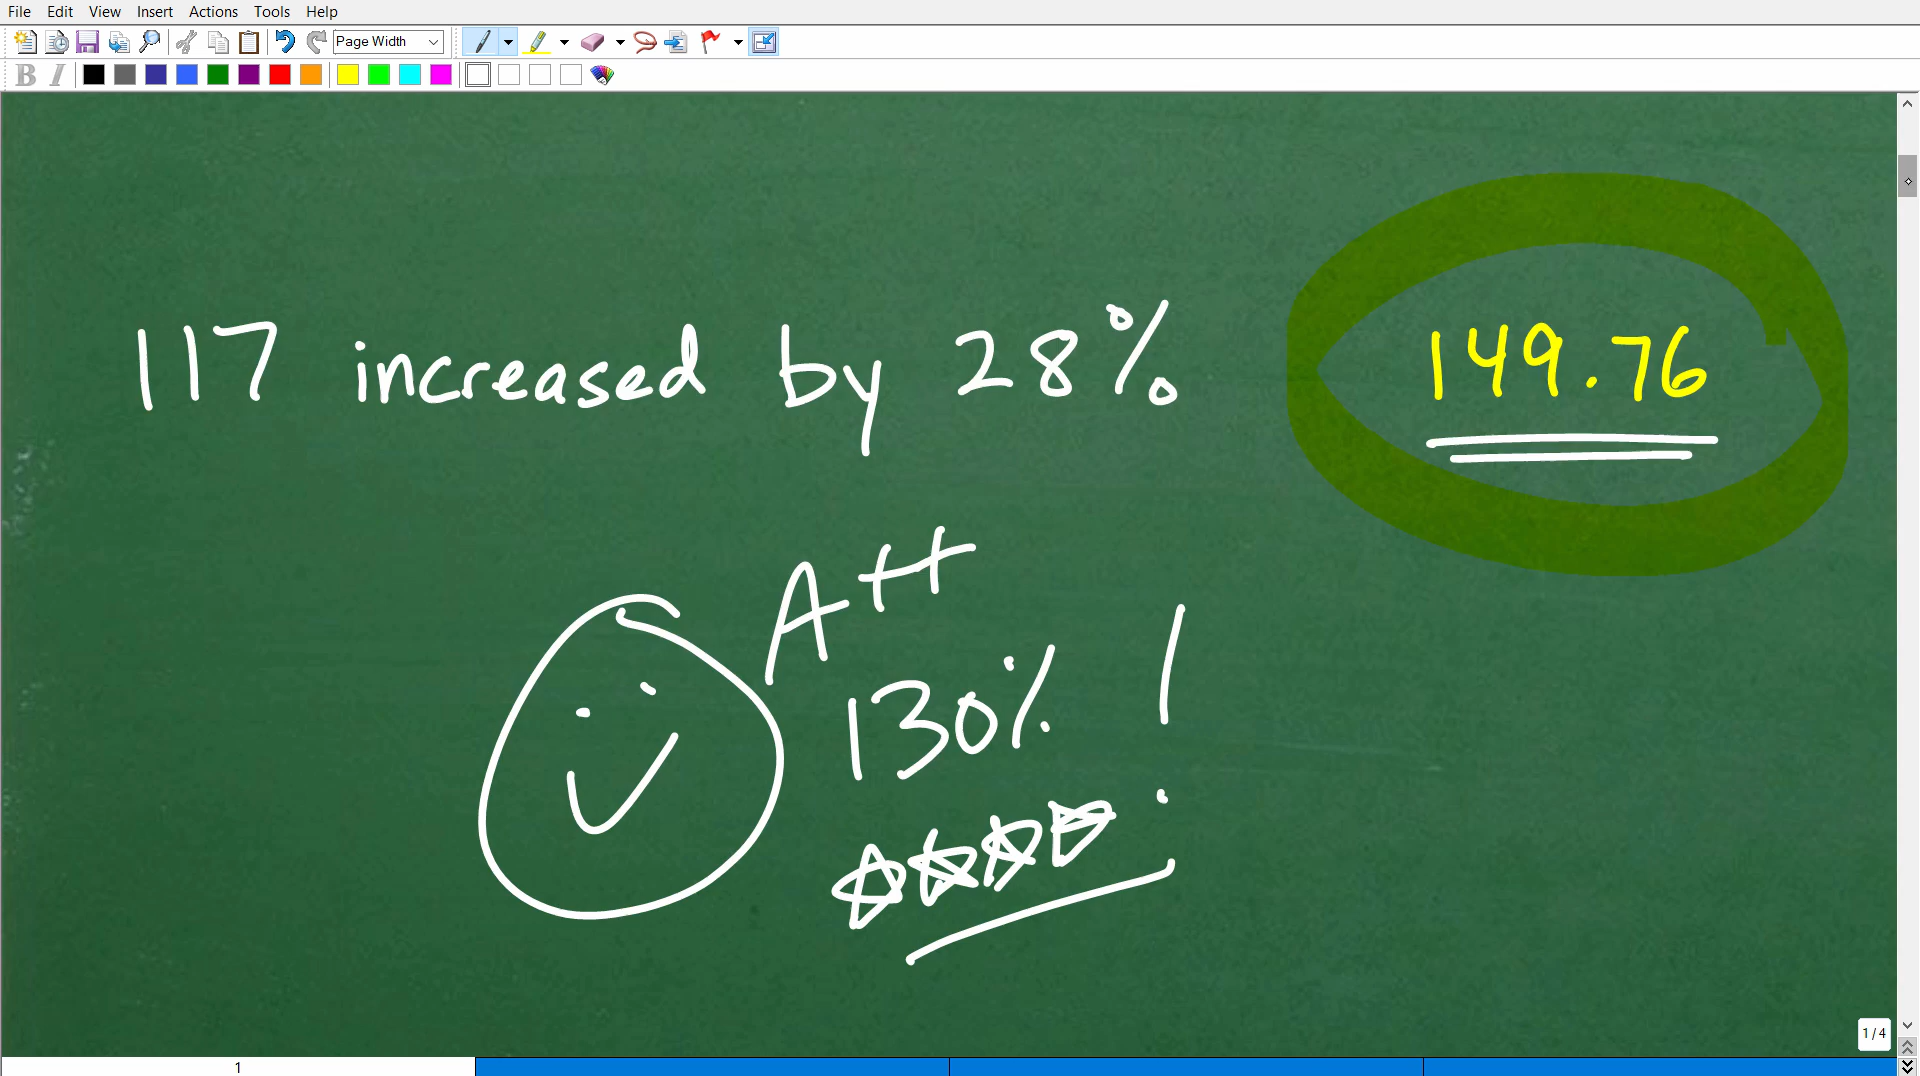 File Edit View Insert Actions Tools Help
Page Width
B I
117 increased by 28% 149.76
A++
130% !
1 / 4
1